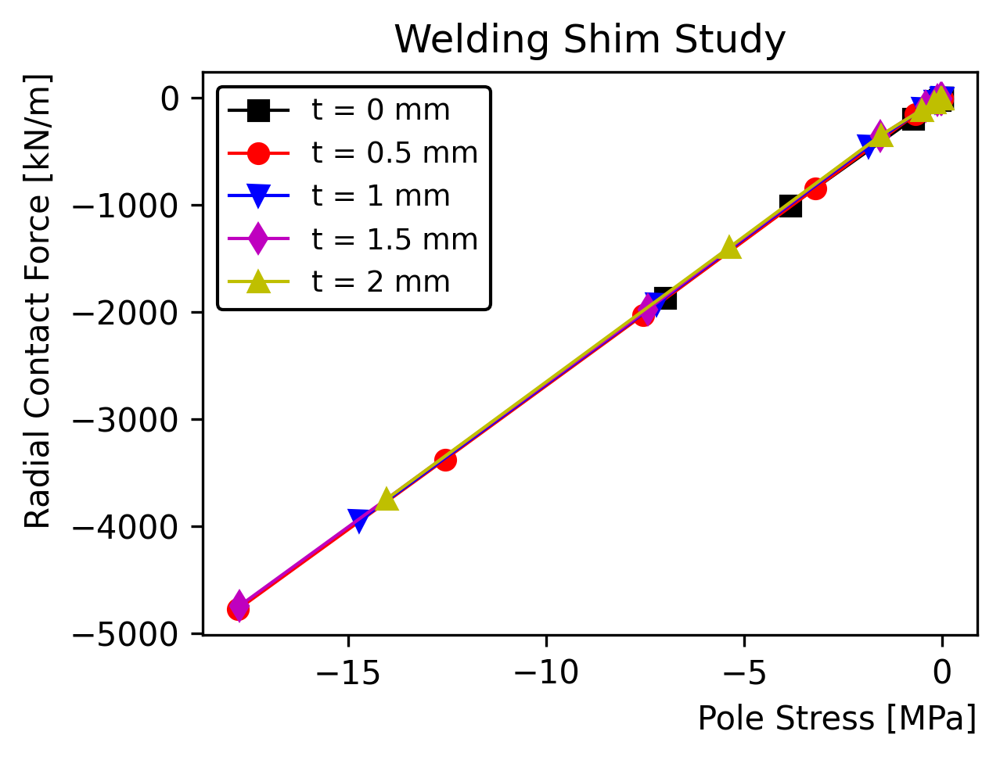 Welding Shim Study
Radial Contact Force [kN/m]
0
−1000
−2000
−3000
−4000
−5000
t = 0 mm
t = 0.5 mm
t = 1 mm
t = 1.5 mm
t = 2 mm
−15
−10
−5
0
Pole Stress [MPa]